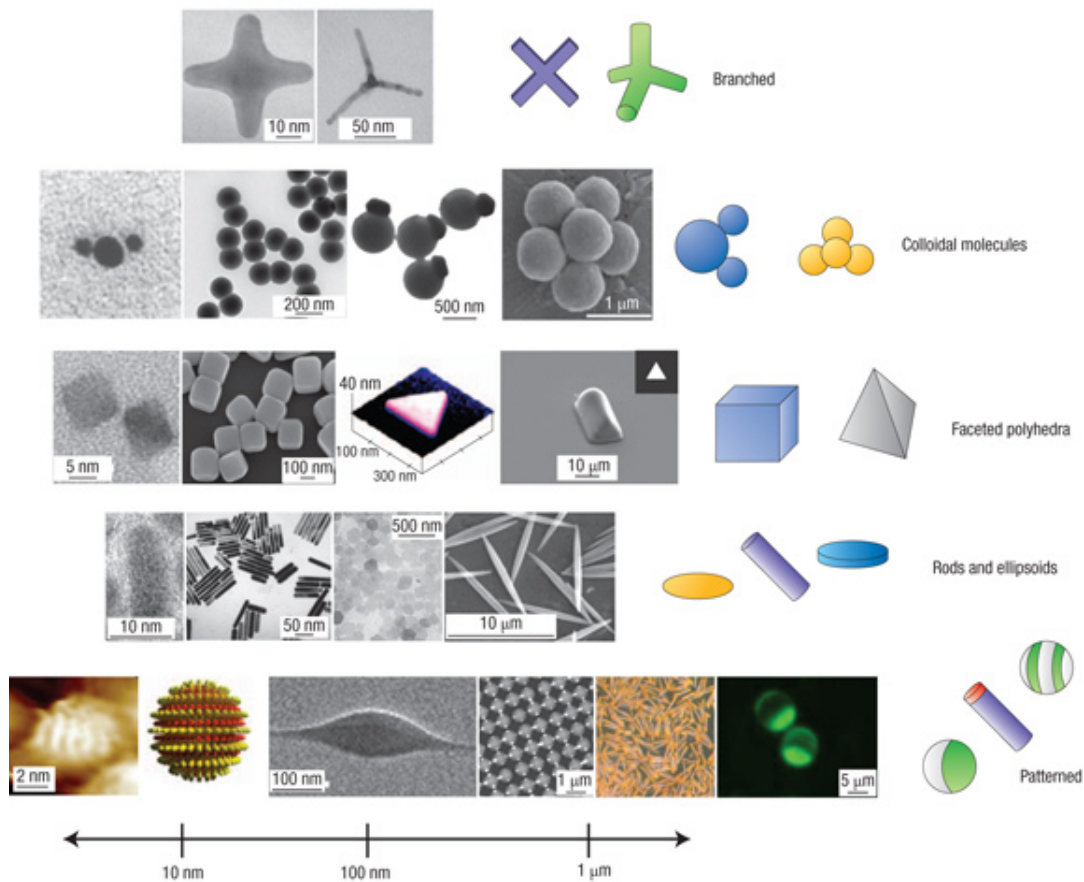 10 nm
50 nm
Branched
200 nm
500 nm
1 µm
Colloidal molecules
5 nm
100 nm
40 nm
100 nm
300 nm
10 µm
Faceted polyhedra
10 nm
50 nm
500 nm
10 µm
Rods and ellipsoids
2 nm
100 nm
1 µm
5 µm
Patterned
10 nm
100 nm
1 µm